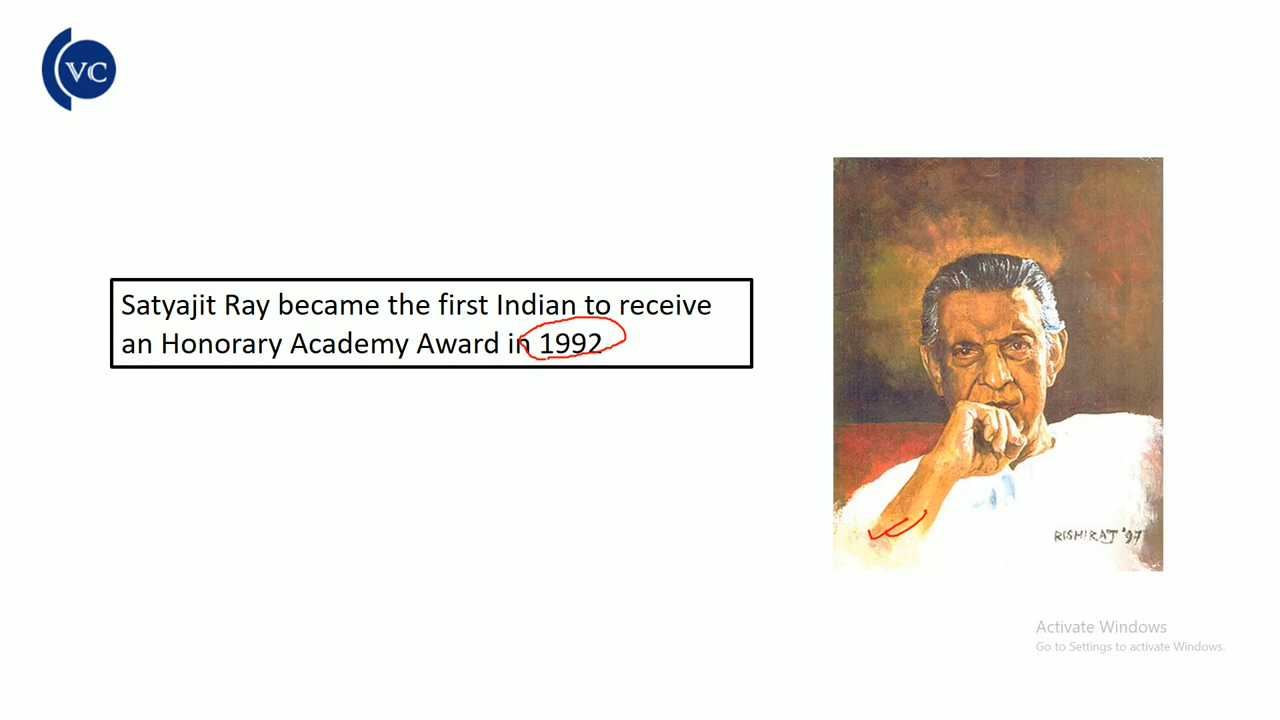 VC
Satyajit Ray became the first Indian to receive
an Honorary Academy Award in 1992
RISHIRAJ '97
Activate Windows
Go to Settings to activate Windows.